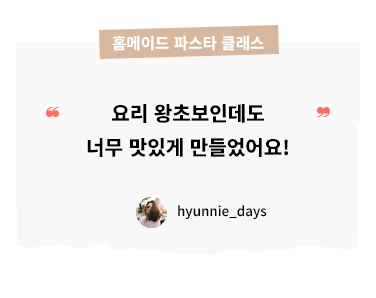 홈메이드 파스타 클래스
❝ 요리 왕초보인데도 ❞
너무 맛있게 만들었어요!
hyunnie_days